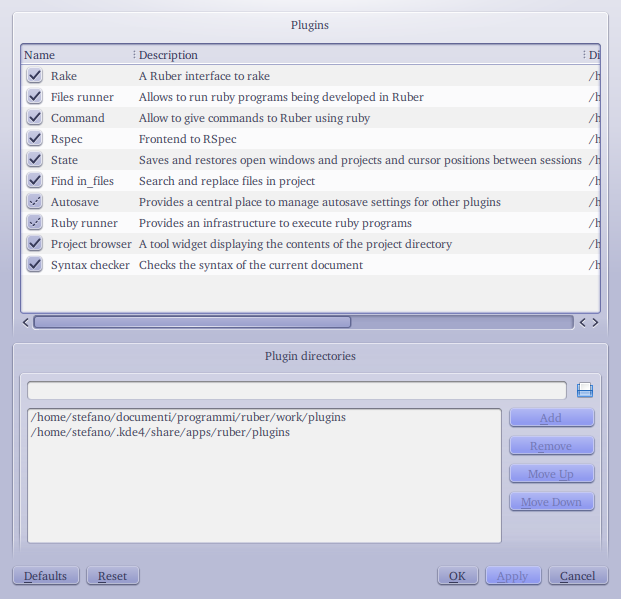 Plugins
Name Description Di
Rake A Ruber interface to rake /h
Files runner Allows to run ruby programs being developed in Ruber /h
Command Allow to give commands to Ruber using ruby /h
Rspec Frontend to RSpec /h
State Saves and restores open windows and projects and cursor positions between sessions /h
Find in_files Search and replace files in project /h
Autosave Provides a central place to manage autosave settings for other plugins /h
Ruby runner Provides an infrastructure to execute ruby programs /h
Project browser A tool widget displaying the contents of the project directory /h
Syntax checker Checks the syntax of the current document /h
Plugin directories
/home/stefano/documenti/programmi/ruber/work/plugins
/home/stefano/.kde4/share/apps/ruber/plugins
Add
Remove
Move Up
Move Down
Defaults Reset OK Apply Cancel